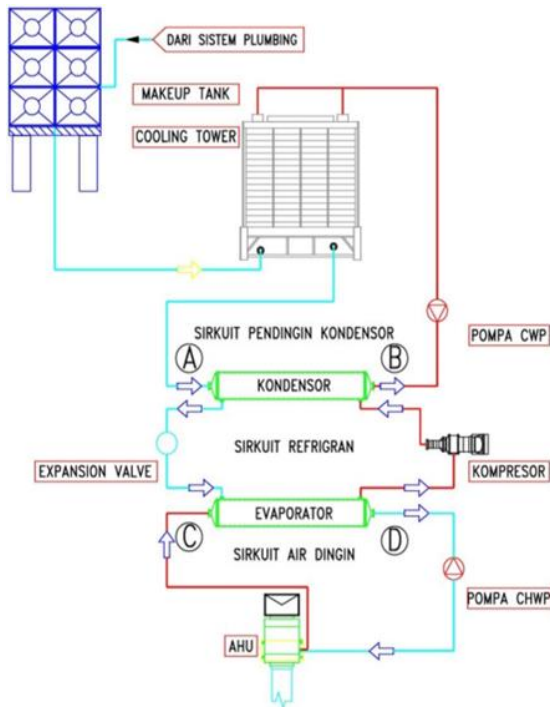 DARI SISTEM PLUMBING
MAKEUP TANK
COOLING TOWER
SIRKUIT PENDINGIN KONDENSOR
POMPA CWP
A
B
KONDENSOR
SIRKUIT REFRIGRAN
EXPANSION VALVE
KOMPRESOR
EVAPORATOR
C
D
SIRKUIT AIR DINGIN
POMPA CHWP
AHU